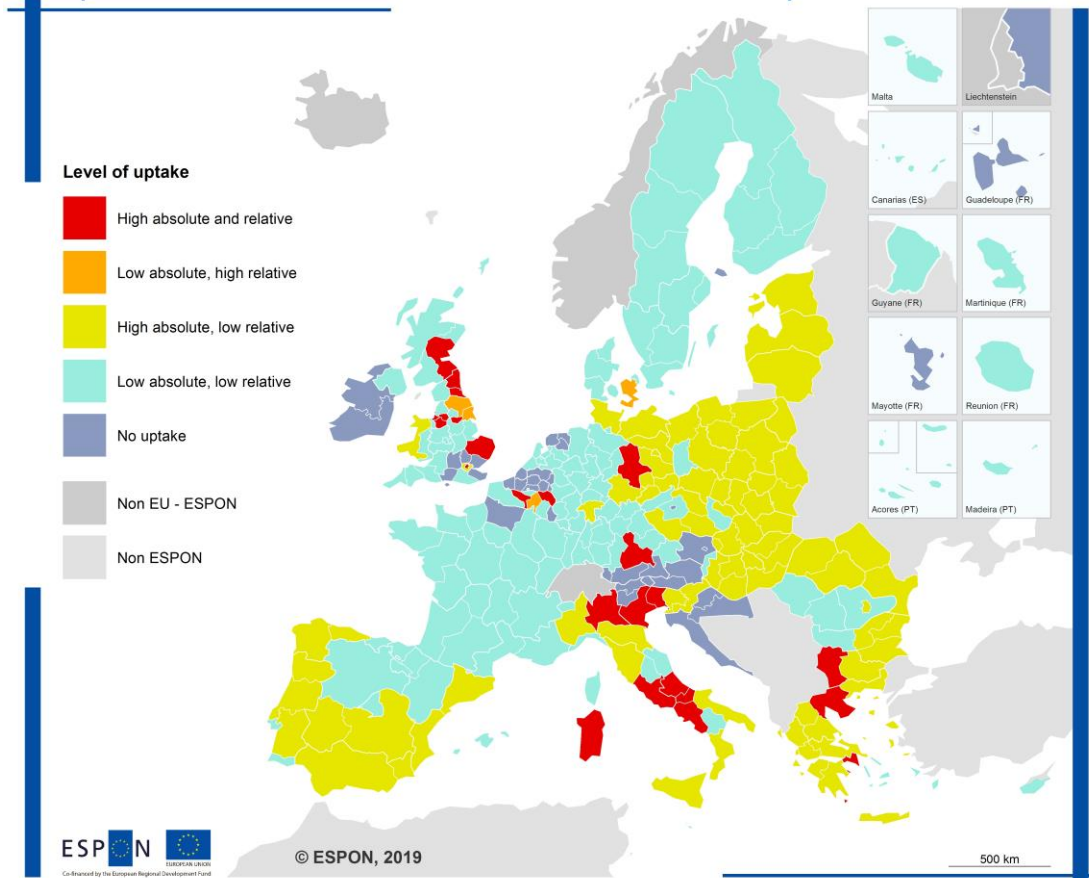 Level of uptake
High absolute and relative
Low absolute, high relative
High absolute, low relative
Low absolute, low relative
No uptake
Non EU - ESPON
Non ESPON
Malta
Liechtenstein
Canarias (ES)
Guadeloupe (FR)
Guyane (FR)
Martinique (FR)
Mayotte (FR)
Reunion (FR)
Acores (PT)
Madeira (PT)
ESPON
EUROPEAN UNION
Co-financed by the European Regional Development Fund
© ESPON, 2019
500 km